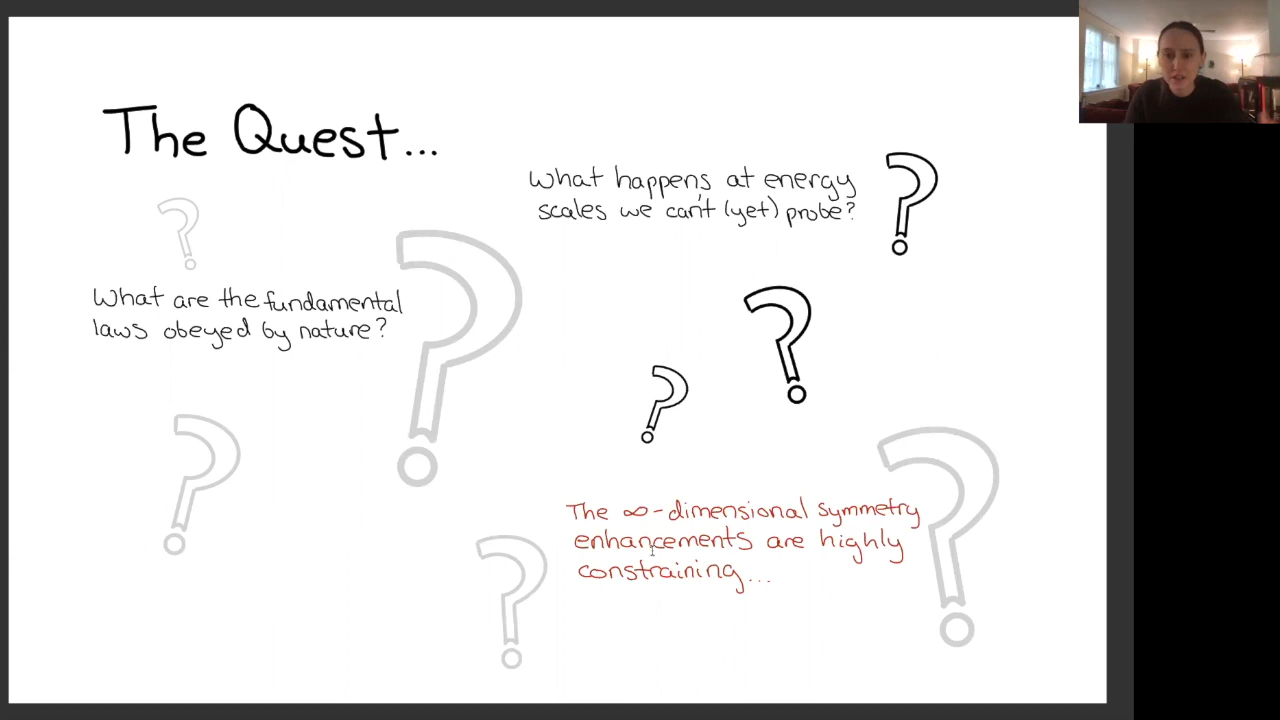 The Quest...
What happens at energy
scales we can't (yet) probe?
What are the fundamental
laws obeyed by nature?
The ∞-dimensional symmetry
enhancements are highly
constraining...